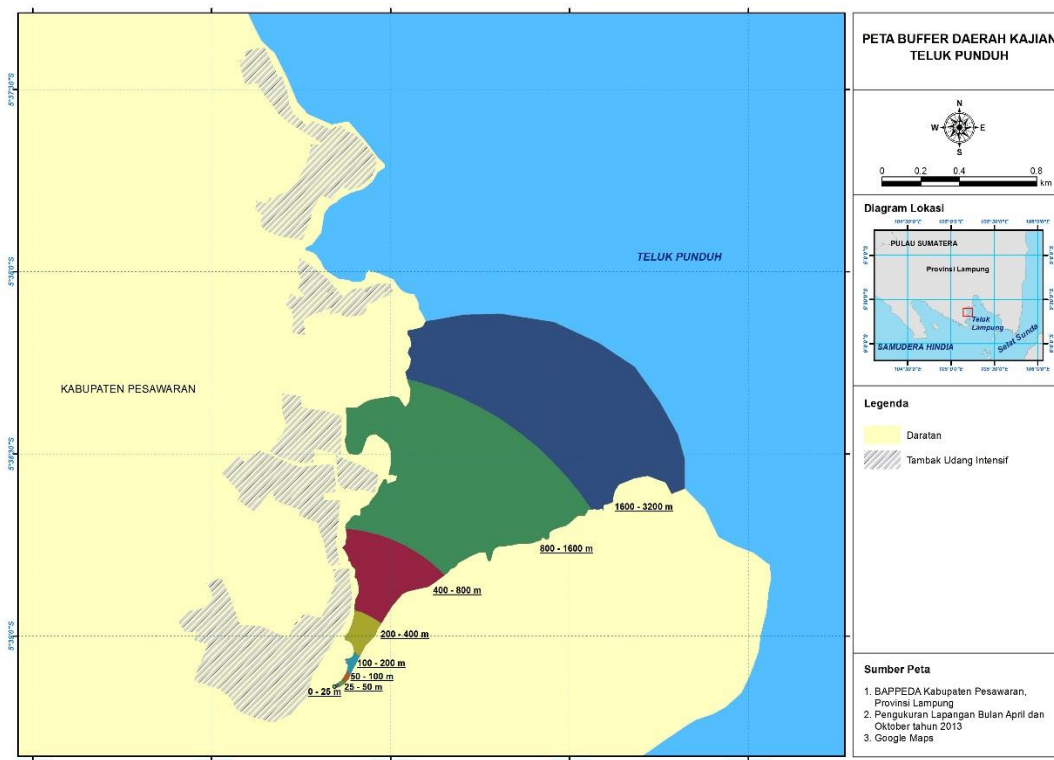 PETA BUFFER DAERAH KAJIAN
TELUK PUNDUH
N
W E
S
0 0.2 0.4 0.8
km
Diagram Lokasi
PULAU SUMATERA
Provinsi Lampung
Teluk
Lampung
Selat Sunda
SAMUDERA HINDIA
Legenda
Daratan
Tambak Udang Intensif
Sumber Peta
1. BAPPEDA Kabupaten Pesawaran,
Provinsi Lampung
2. Pengukuran Lapangan Bulan April dan
Oktober tahun 2013
3. Google Maps
TELUK PUNDUH
KABUPATEN PESAWARAN
1600 - 3200 m
800 - 1600 m
400 - 800 m
200 - 400 m
100 - 200 m
50 - 100 m
25 - 50 m
0 - 25 m